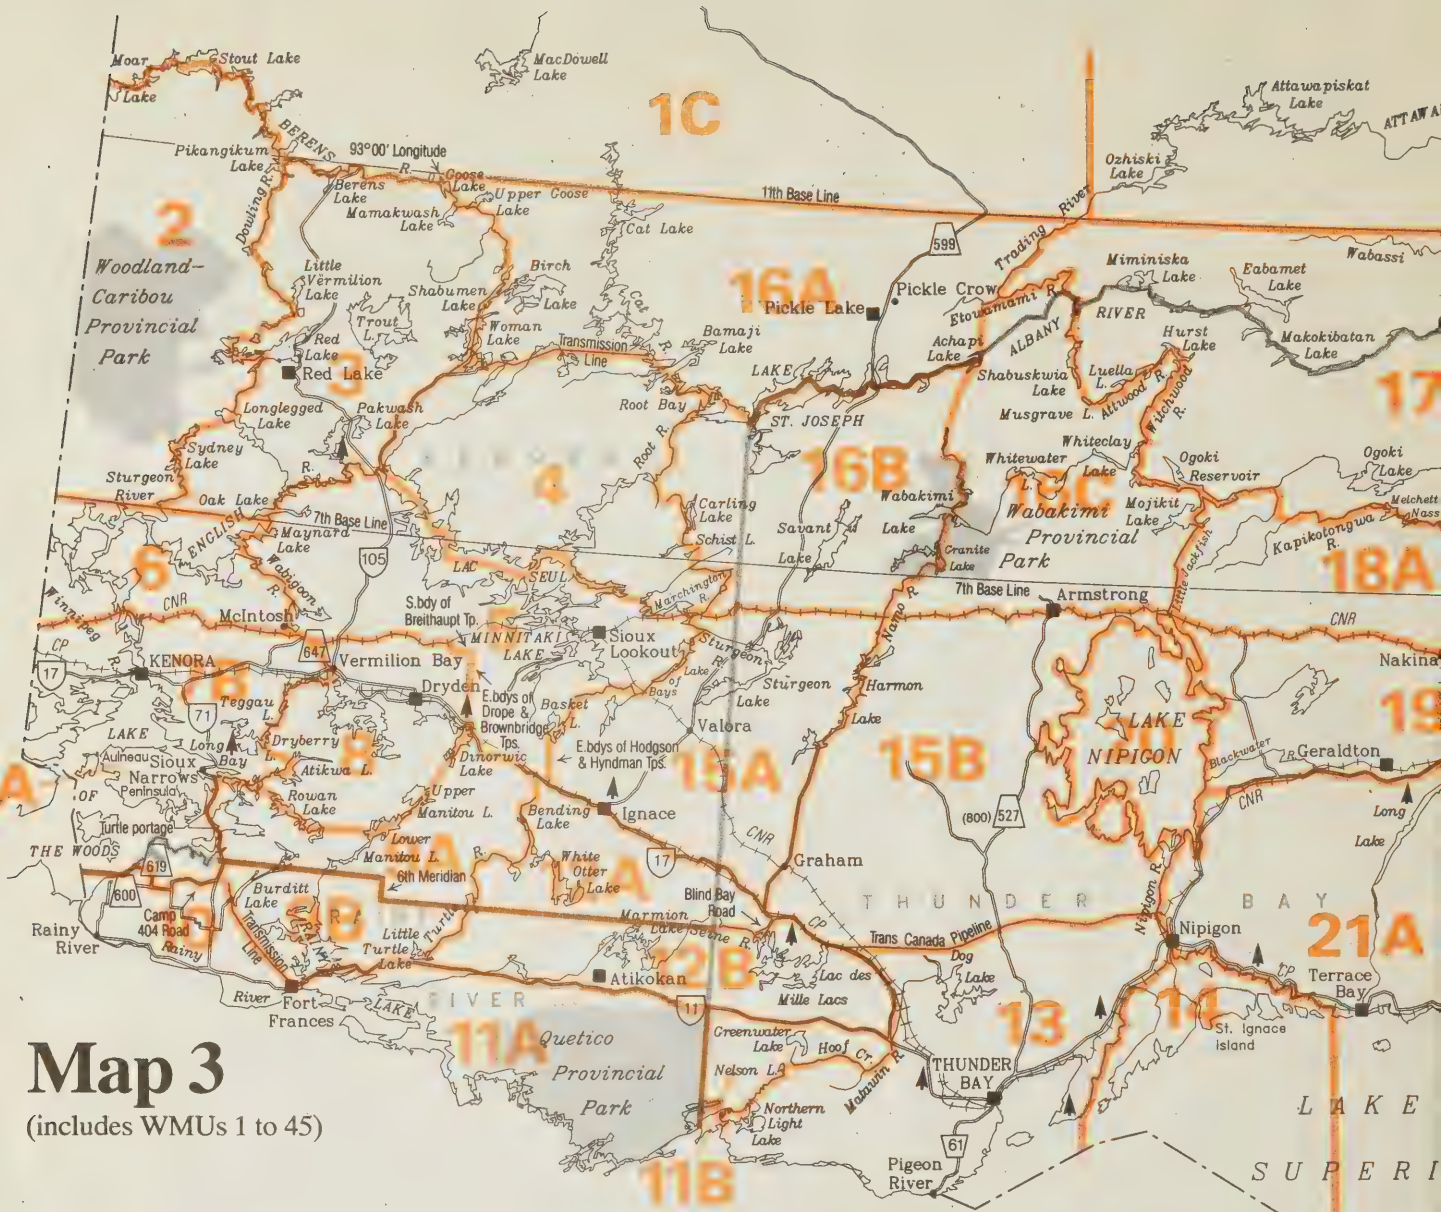 Moar
Lake
Stout Lake
MacDowell
Lake
1C
Attawapiskat
Lake
BERENS
R.
93°00' Longitude
Pikangikum
Lake
Ozhiski
Lake
Berens
Lake
Goose
Lake
Upper Goose
Lake
Mamakwash
Lake
11th Base Line
Trading River
Dowling R.
2
Cat Lake
599
Wabassi
Woodland-
Caribou
Provincial
Park
Little
Vermilion
Lake
Shabumen
Lake
Birch
Lake
Cat
R.
16A
Pickle Lake
Pickle Crow
Miminiska
Lake
Eabamet
Lake
Etowamami R.
ALBANY
RIVER
Trout
L.
Woman
Lake
Transmission
Line
Bamaji
Lake
Achapi
Lake
Hurst
Lake
Makokibatan
Lake
Red
Lake
3
Red Lake
LAKE
ST. JOSEPH
Shabuskwia
Lake
Luella
L.
Attwood R.
Witchwood
R.
17
Root Bay
Musgrave L.
Longlegged
Lake
Pakwash
Lake
Root R.
Whiteclay
Lake
Sydney
Lake
16B
Whitewater
L.
Ogoki
Reservoir
Ogoki
Lake
Sturgeon
River
R.
4
Oak Lake
ENGLISH
7th Base Line
Maynard
Lake
Carling
Lake
Schist L.
Savant
Lake
Wabakimi
Lake
16C
Wabakimi
Provincial
Park
Mojikit
Lake
Melchett
Nass
Kapikotongwa
R.
6
105
LAC
SEUL
Granite
Lake
Little Jackfish
18A
Wabigoon
R.
Marchington
R.
7th Base Line
Armstrong
Winnipeg
R.
CNR
McIntosh
S.bdy of
Breithaupt Tp.
MINNITAKI
LAKE
Sioux
Lookout
Namo R.
CNR
CP
17
KENORA
647
Vermilion Bay
Sturgeon
R.
Lake
of
Bays
Sturgeon
Lake
Harmon
Lake
Nakina
Dryden
E.bdys of
Drope &
Brownbridge
Tps.
Basket
L.
Teggau
L.
71
Valora
LAKE
NIPIGON
19
LAKE
OF
THE WOODS
Long
Bay
Dryberry
L.
8
Dinorwic
Lake
E.bdys of Hodgson
& Hyndman Tps.
15A
15B
Blackwater
R.
Geraldton
Aulneau
Peninsula
Sioux
Narrows
Atikwa L.
Rowan
Lake
Upper
Manitou L.
Bending
Lake
Ignace
(800) 527
CNR
Long
Lake
Turtle portage
Lower
Manitou L.
R.
CNR
619
6th Meridian
White
Otter
Lake
17
Graham
600
Burditt
Lake
Blind Bay
Road
THUNDER
BAY
Nipigon R.
Camp
404 Road
Turtle
Marmion
Lake
Seine R.
CP
Trans Canada Pipeline
Nipigon
21A
Rainy
River
Rainy
River
Transmission
Line
Little
Turtle
Lake
Atikokan
Lac des
Mille Lacs
Dog
Lake
CP
Terrace
Bay
Fort
Frances
LAKE
11
13
14
St. Ignace
Island
Map 3
(includes WMUs 1 to 45)
11A
Quetico
Provincial
Park
Greenwater
Lake
Hoof Cr.
Nelson L.
Matawin R.
THUNDER
BAY
Northern
Light
Lake
11B
61
Pigeon
River
LAKE
SUPERI